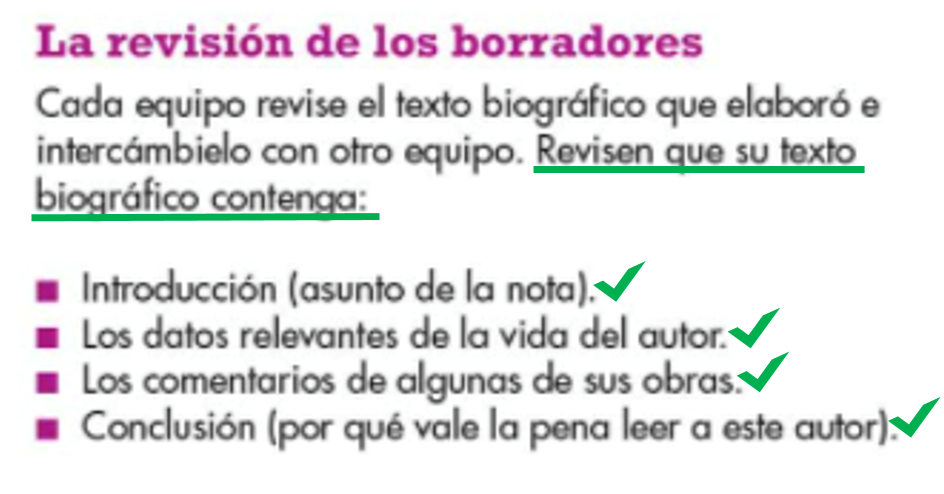 La revisión de los borradores
Cada equipo revise el texto biográfico que elaboró e
intercámbielo con otro equipo. Revisen que su texto
biográfico contenga:
■ Introducción (asunto de la nota).
■ Los datos relevantes de la vida del autor.
■ Los comentarios de algunas de sus obras.
■ Conclusión (por qué vale la pena leer a este autor).